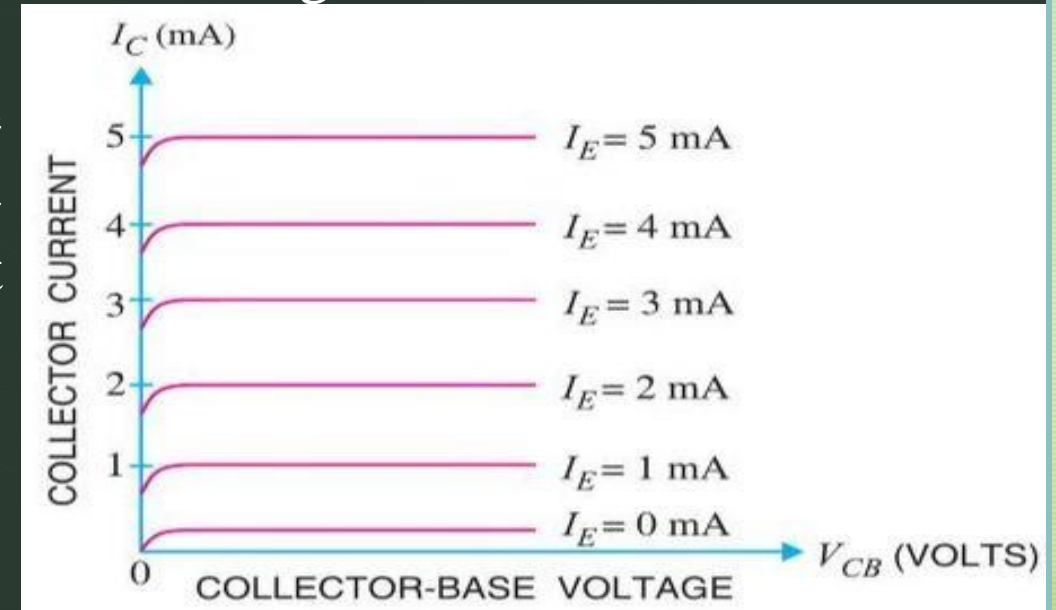 I_C (mA)
COLLECTOR CURRENT
5
4
3
2
1
0
I_E = 5 mA
I_E = 4 mA
I_E = 3 mA
I_E = 2 mA
I_E = 1 mA
I_E = 0 mA
V_CB (VOLTS)
COLLECTOR-BASE VOLTAGE